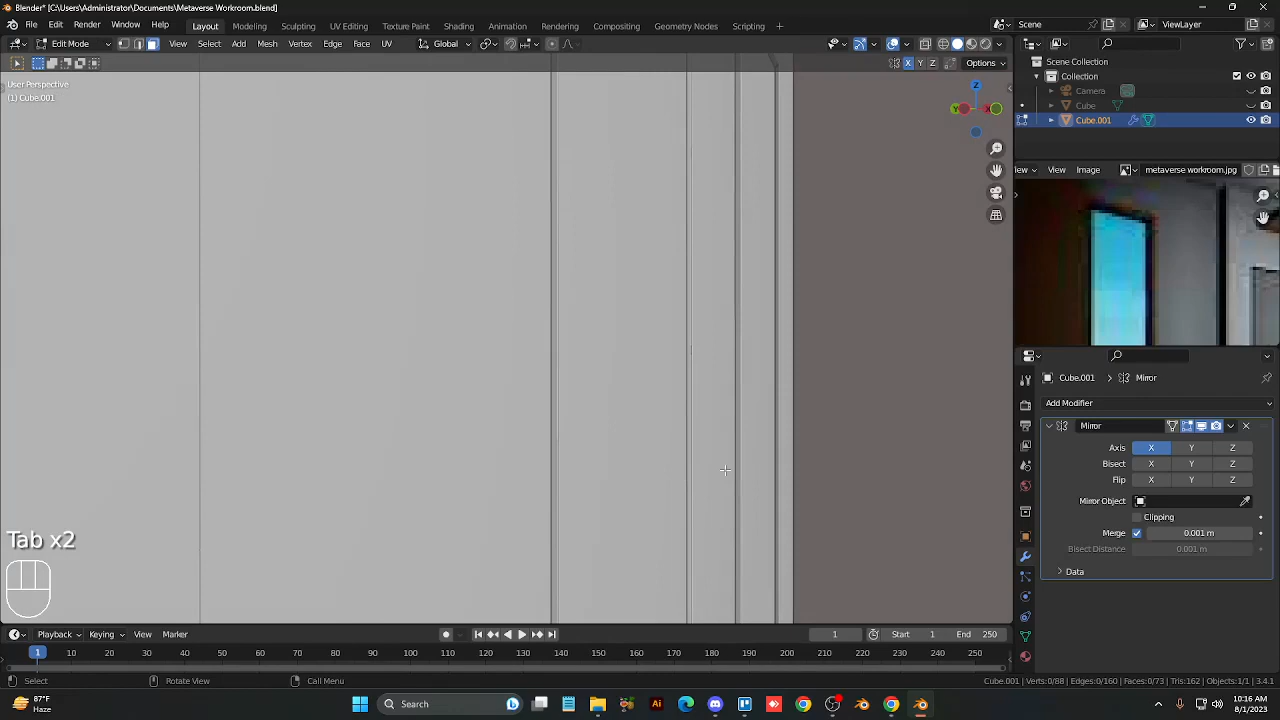 Blender* [C:\Users\Administrator\Documents\Metaverse Workroom.blend]
File Edit Render Window Help Layout Modeling Sculpting UV Editing Texture Paint Shading Animation Rendering Compositing Geometry Nodes Scripting + Scene ViewLayer
Edit Mode View Select Add Mesh Vertex Edge Face UV Global
X Y Z Options
User Perspective
(1) Cube.001
Z
Y X
Tab x2
Scene Collection
Collection
Camera
Cube
Cube.001
View Image metaverse workroom.jpg
Cube.001 > Mirror
Add Modifier
Mirror
Axis X Y Z
Bisect X Y Z
Flip X Y Z
Mirror Object
Clipping
Merge 0.001 m
Bisect Distance 0.001 m
Data
Playback Keying View Marker 1 Start 1 End 250
1 10 20 30 40 50 60 70 80 90 100 110 120 130 140 150 160 170 180 190 200 210 220 230 240 250
Select Rotate View Call Menu Cube.001 | Verts:0/88 | Edges:0/160 | Faces:0/73 | Tris:162 | Objects:1/1 | 3.4.1
87°F
Haze
Search
10:16 AM
8/1/2023